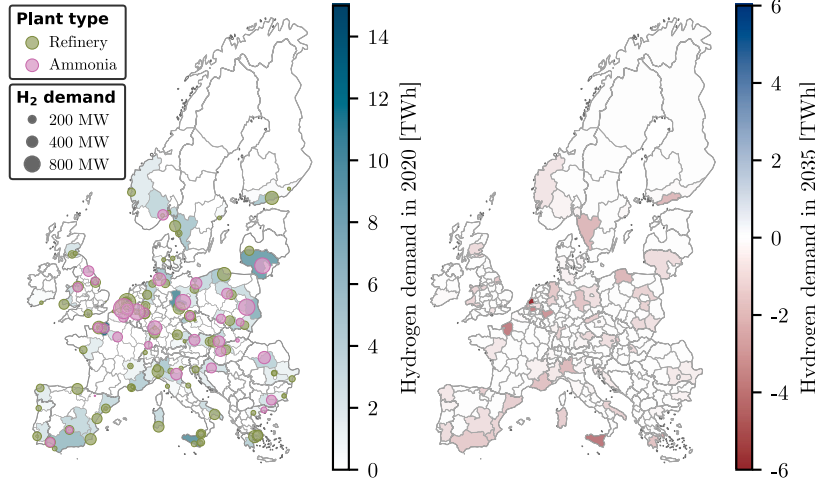 Plant type
Refinery
Ammonia
H₂ demand
200 MW
400 MW
800 MW
14
12
10
8
6
4
2
0
Hydrogen demand in 2020 [TWh]
6
4
2
0
-2
-4
-6
Hydrogen demand in 2035 [TWh]